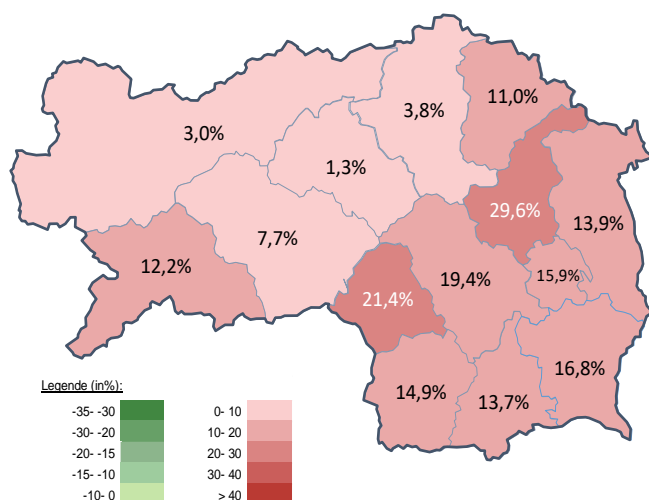 3,8%
11,0%
3,0%
1,3%
29,6%
13,9%
7,7%
12,2%
19,4%
15,9%
21,4%
16,8%
14,9%
13,7%
Legende (in%):
-35- -30 0- 10
-30- -20 10- 20
-20- -15 20- 30
-15- -10 30- 40
-10- 0 > 40